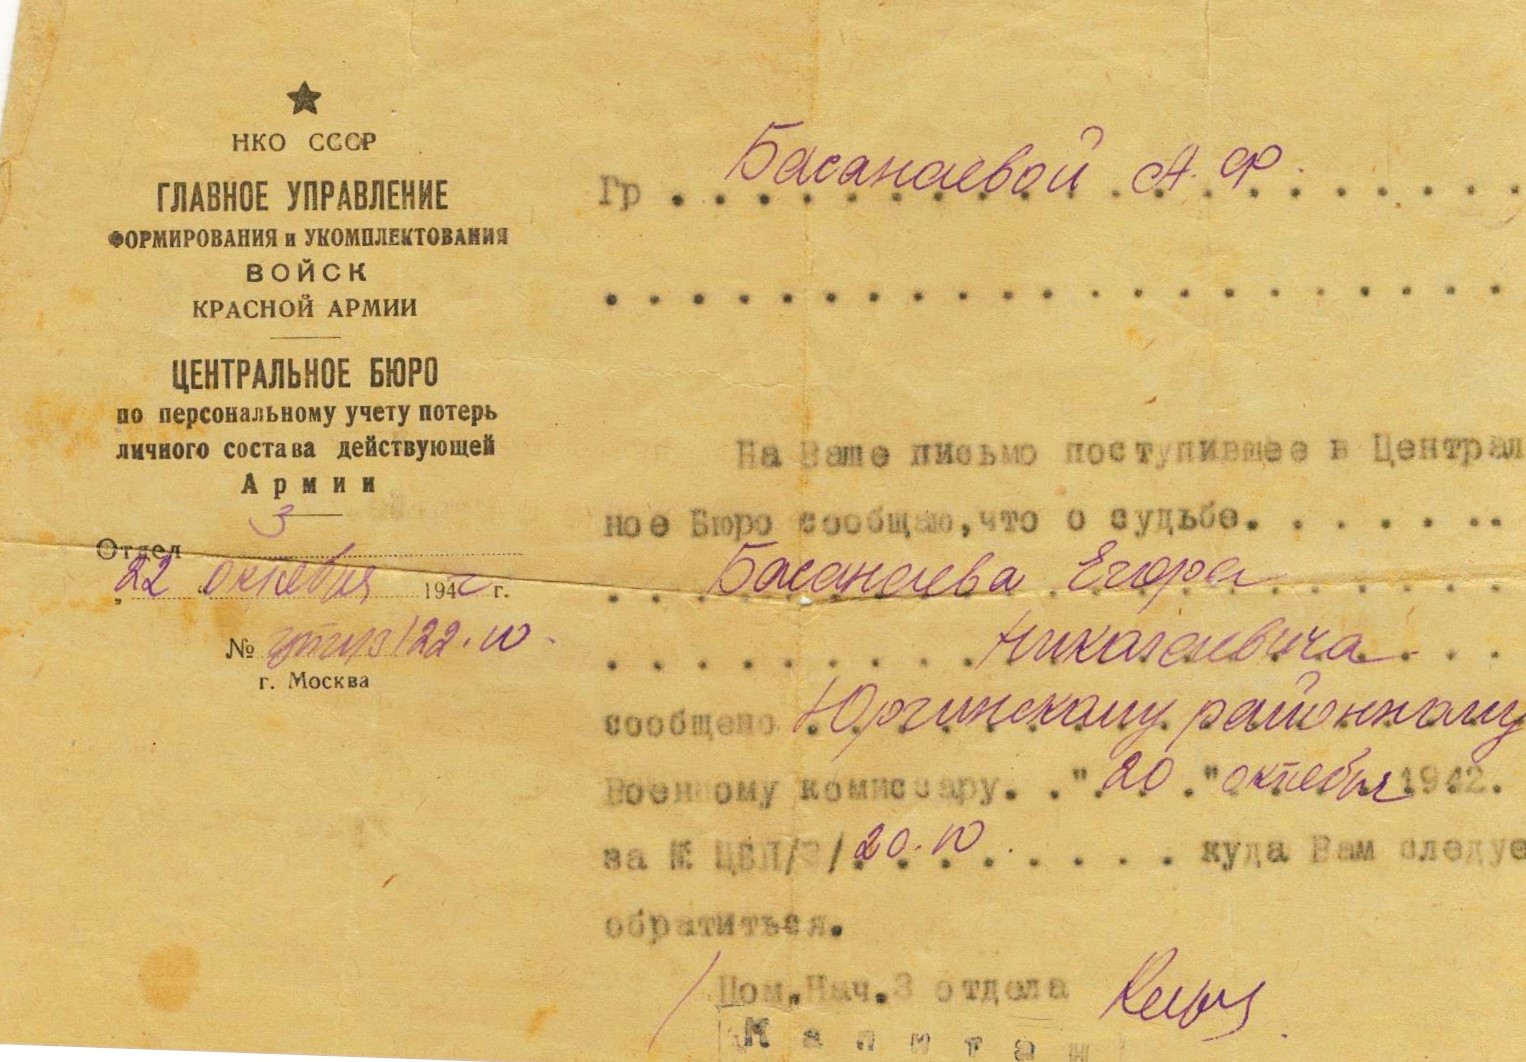 НКО СССР
ГЛАВНОЕ УПРАВЛЕНИЕ
ФОРМИРОВАНИЯ и УКОМПЛЕКТОВАНИЯ
ВОЙСК
КРАСНОЙ АРМИИ
ЦЕНТРАЛЬНОЕ БЮРО
по персональному учету потерь
личного состава действующей
Армии
Отдел 3
"22" октября 1942 г.
№ /22.10.
г. Москва
Гр. Басанаевой А. Ф.
На Ваше письмо поступившее в Централ
ное Бюро сообщаю, что о судьбе
Басанаева Егора
Николаевича
сообщено Юргинскому районному
Военному комиссару. "20" октября 1942.
за № ЦБП/3/20.10 куда Вам следуе
обратиться.
Пом. Нач. 3 отдела
Капитан